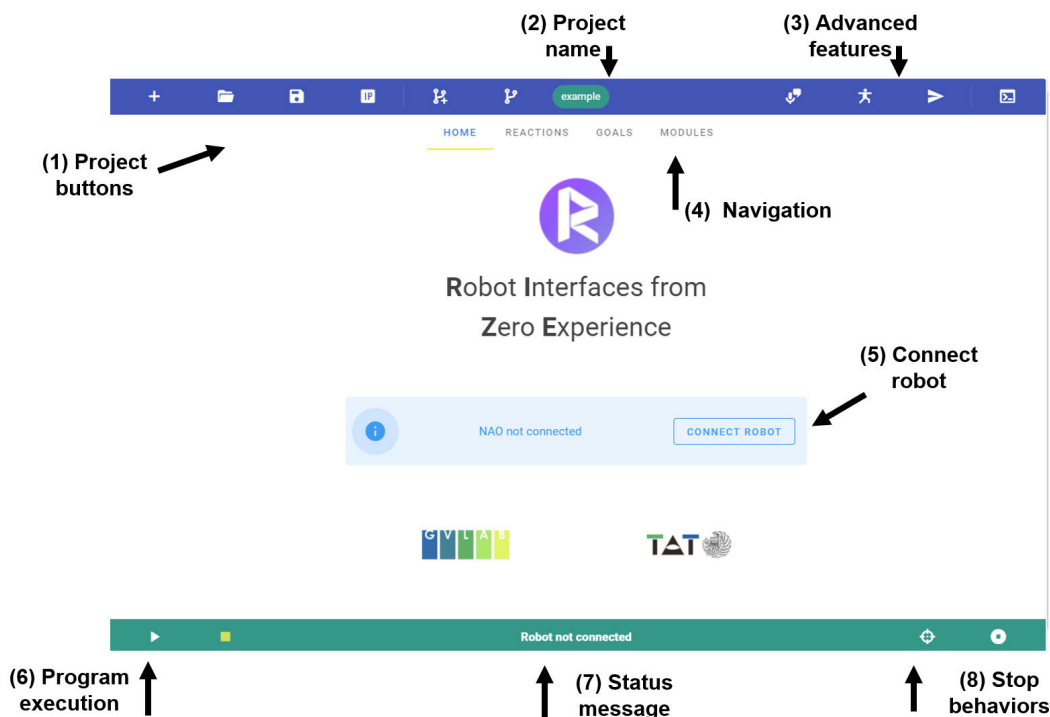 (2) Project
name
(3) Advanced
features
IP
example
HOME REACTIONS GOALS MODULES
(1) Project
buttons
(4) Navigation
Robot Interfaces from
Zero Experience
(5) Connect
robot
NAO not connected
CONNECT ROBOT
GVLAB
TAT
Robot not connected
(6) Program
execution
(7) Status
message
(8) Stop
behaviors